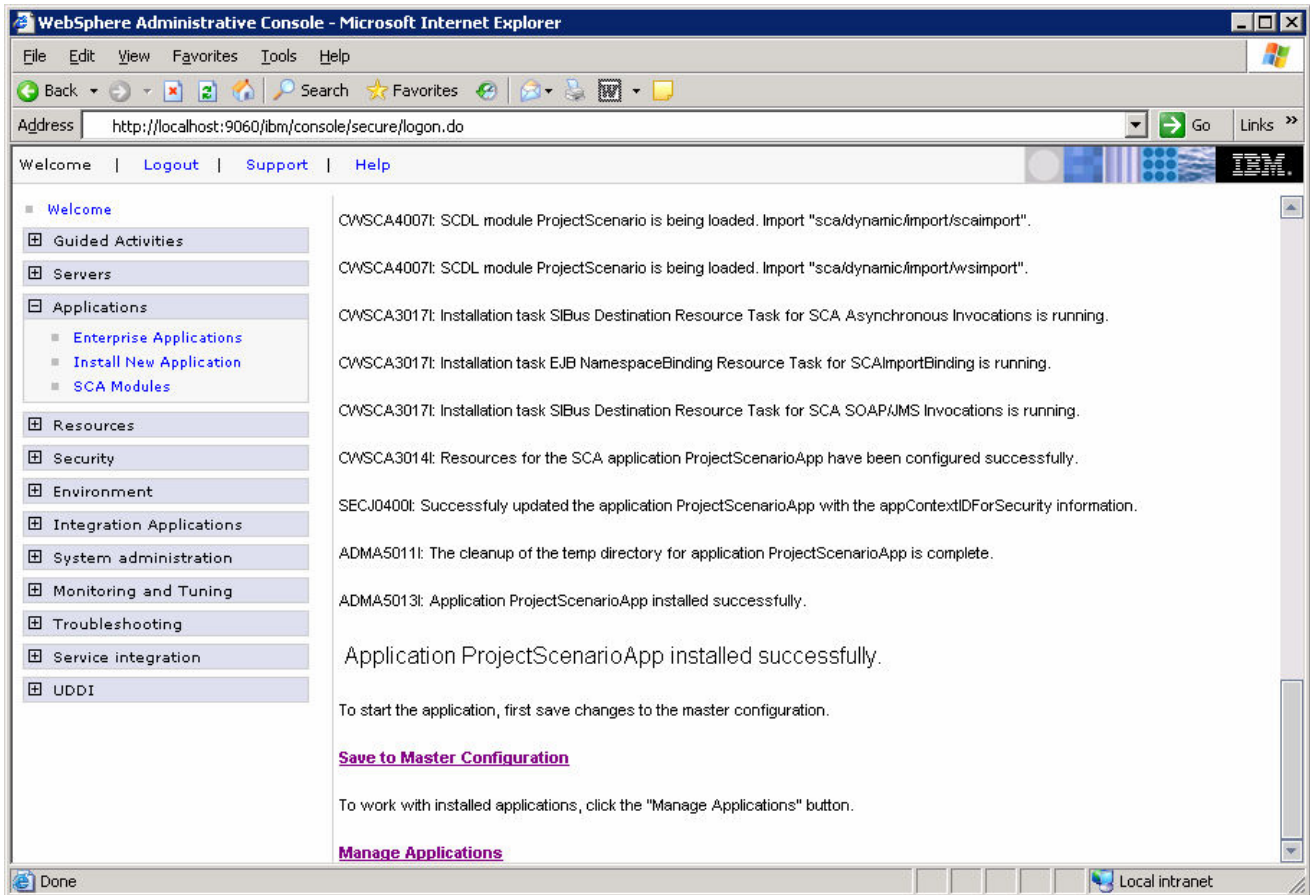 WebSphere Administrative Console - Microsoft Internet Explorer
File Edit View Favorites Tools Help
Back Search Favorites
Address http://localhost:9060/ibm/console/secure/logon.do Go Links »
Welcome | Logout | Support | Help IBM.
Welcome
Guided Activities
Servers
Applications
Enterprise Applications
Install New Application
SCA Modules
Resources
Security
Environment
Integration Applications
System administration
Monitoring and Tuning
Troubleshooting
Service integration
UDDI
CWSCA4007I: SCDL module ProjectScenario is being loaded. Import "sca/dynamic/import/scaimport".
CWSCA4007I: SCDL module ProjectScenario is being loaded. Import "sca/dynamic/import/wsimport".
CWSCA3017I: Installation task SIBus Destination Resource Task for SCA Asynchronous Invocations is running.
CWSCA3017I: Installation task EJB NamespaceBinding Resource Task for SCAImportBinding is running.
CWSCA3017I: Installation task SIBus Destination Resource Task for SCA SOAP/JMS Invocations is running.
CWSCA3014I: Resources for the SCA application ProjectScenarioApp have been configured successfully.
SECJ0400I: Successfuly updated the application ProjectScenarioApp with the appContextIDForSecurity information.
ADMA5011I: The cleanup of the temp directory for application ProjectScenarioApp is complete.
ADMA5013I: Application ProjectScenarioApp installed successfully.
Application ProjectScenarioApp installed successfully.
To start the application, first save changes to the master configuration.
Save to Master Configuration
To work with installed applications, click the "Manage Applications" button.
Manage Applications
Done Local intranet